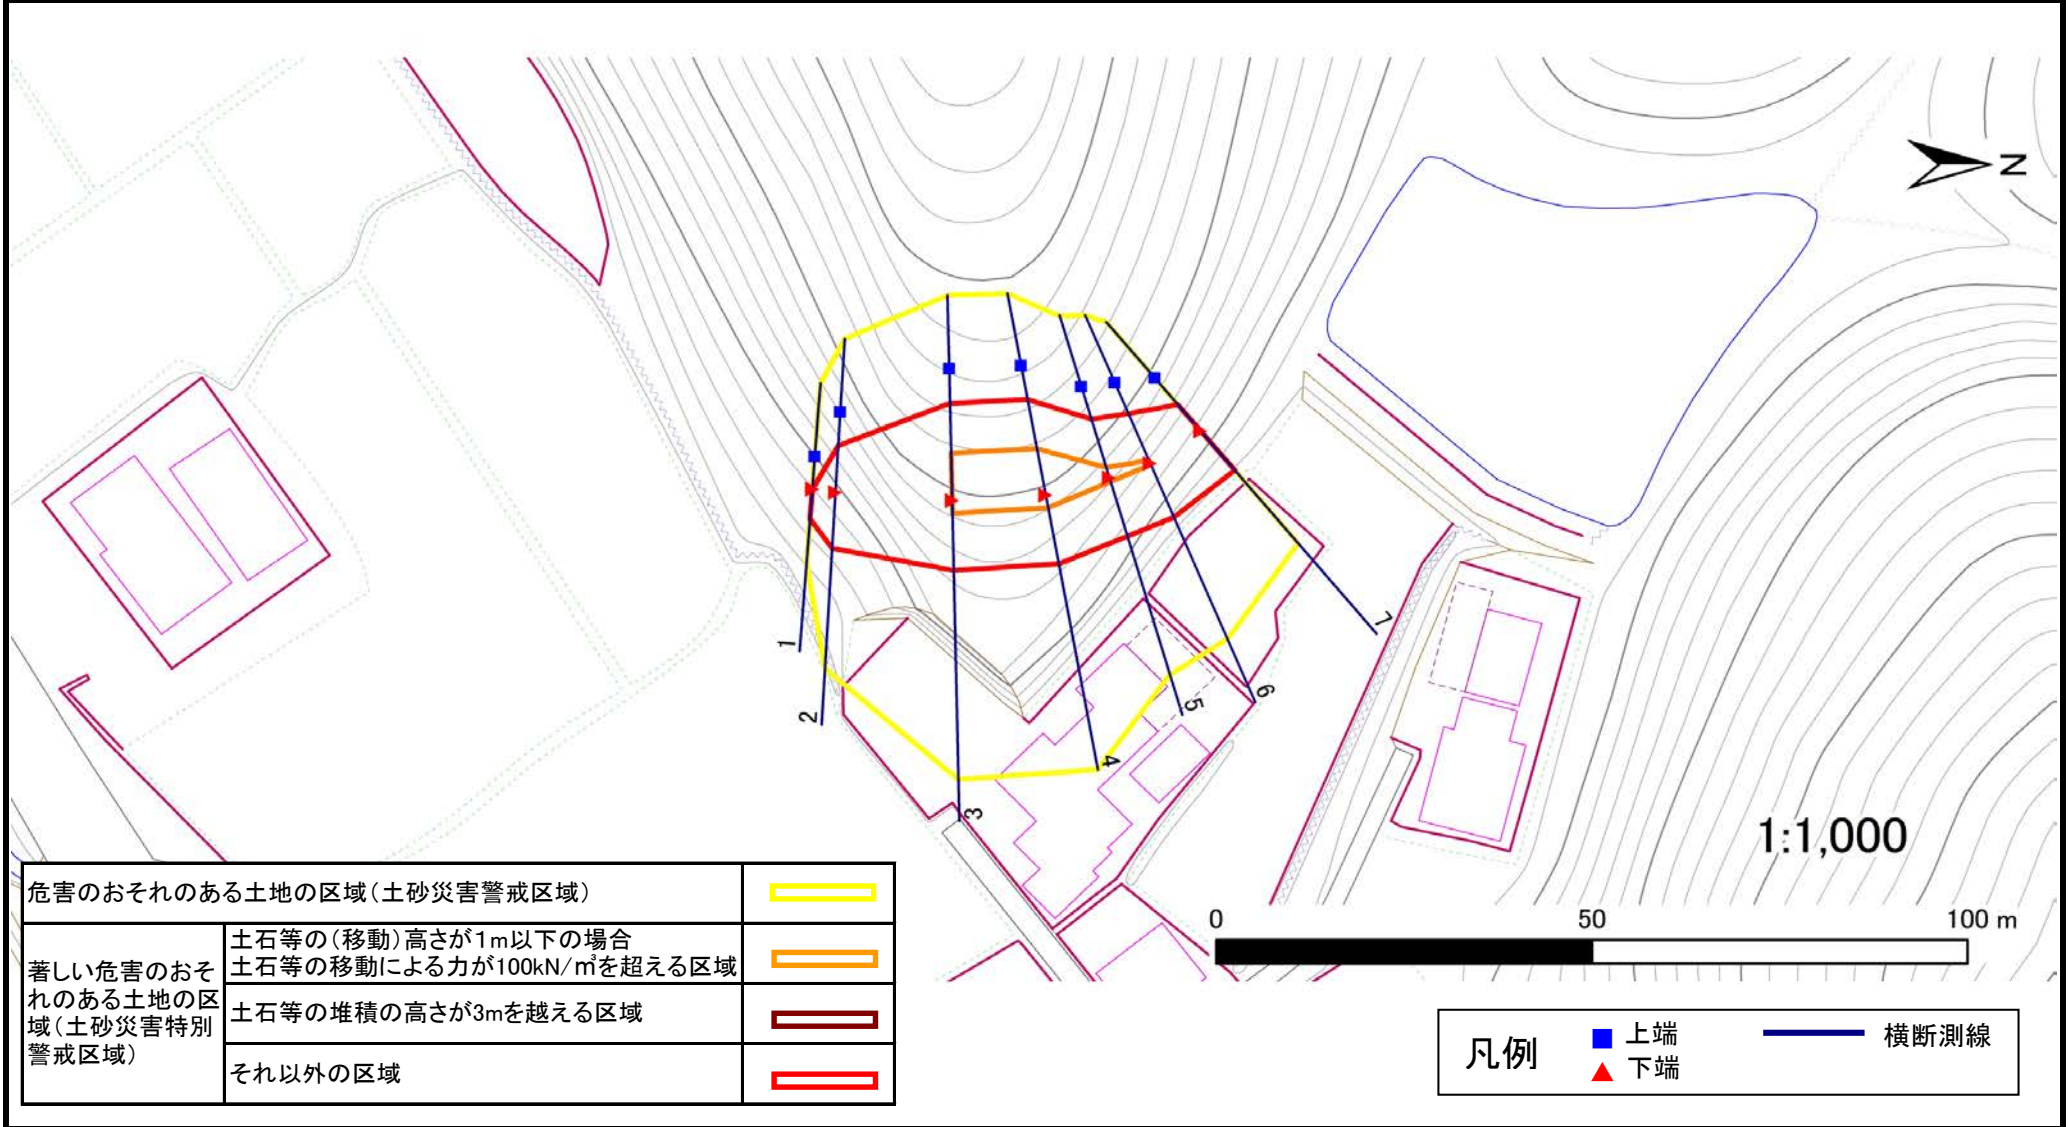 N
1
2
3
4
5
6
7
1:1,000
0 50 100 m
危害のおそれのある土地の区域(土砂災害警戒区域)
著しい危害のおそ
れのある土地の区
域(土砂災害特別
警戒区域)
土石等の(移動)高さが1m以下の場合
土石等の移動による力が100kN/㎥を超える区域
土石等の堆積の高さが3mを越える区域
それ以外の区域
凡例
上端
下端
横断測線